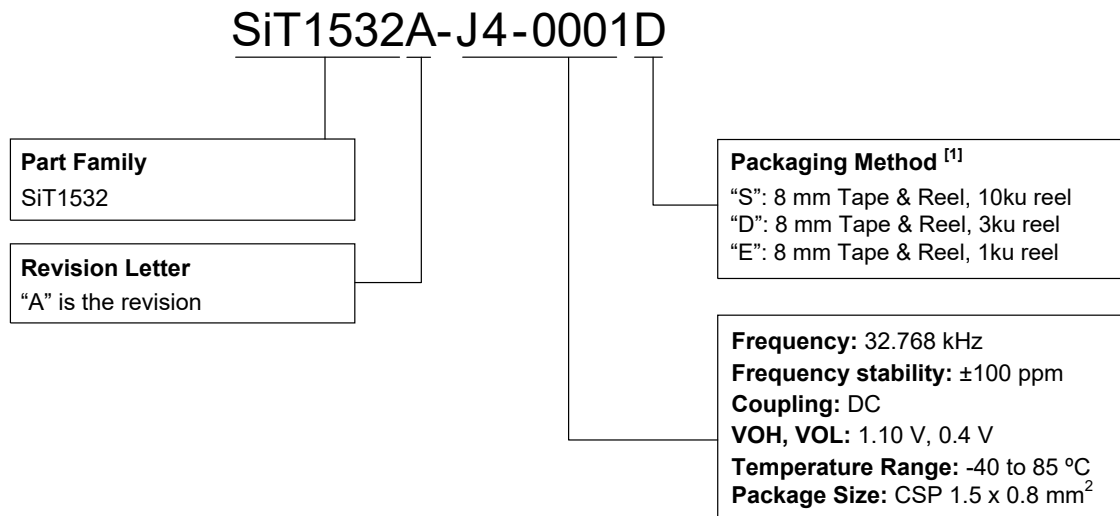 SiT1532A-J4-0001D
Part Family
SiT1532
Revision Letter
“A” is the revision
Packaging Method [1]
“S”: 8 mm Tape & Reel, 10ku reel
“D”: 8 mm Tape & Reel, 3ku reel
“E”: 8 mm Tape & Reel, 1ku reel
Frequency: 32.768 kHz
Frequency stability: ±100 ppm
Coupling: DC
VOH, VOL: 1.10 V, 0.4 V
Temperature Range: -40 to 85 ºC
Package Size: CSP 1.5 x 0.8 mm2